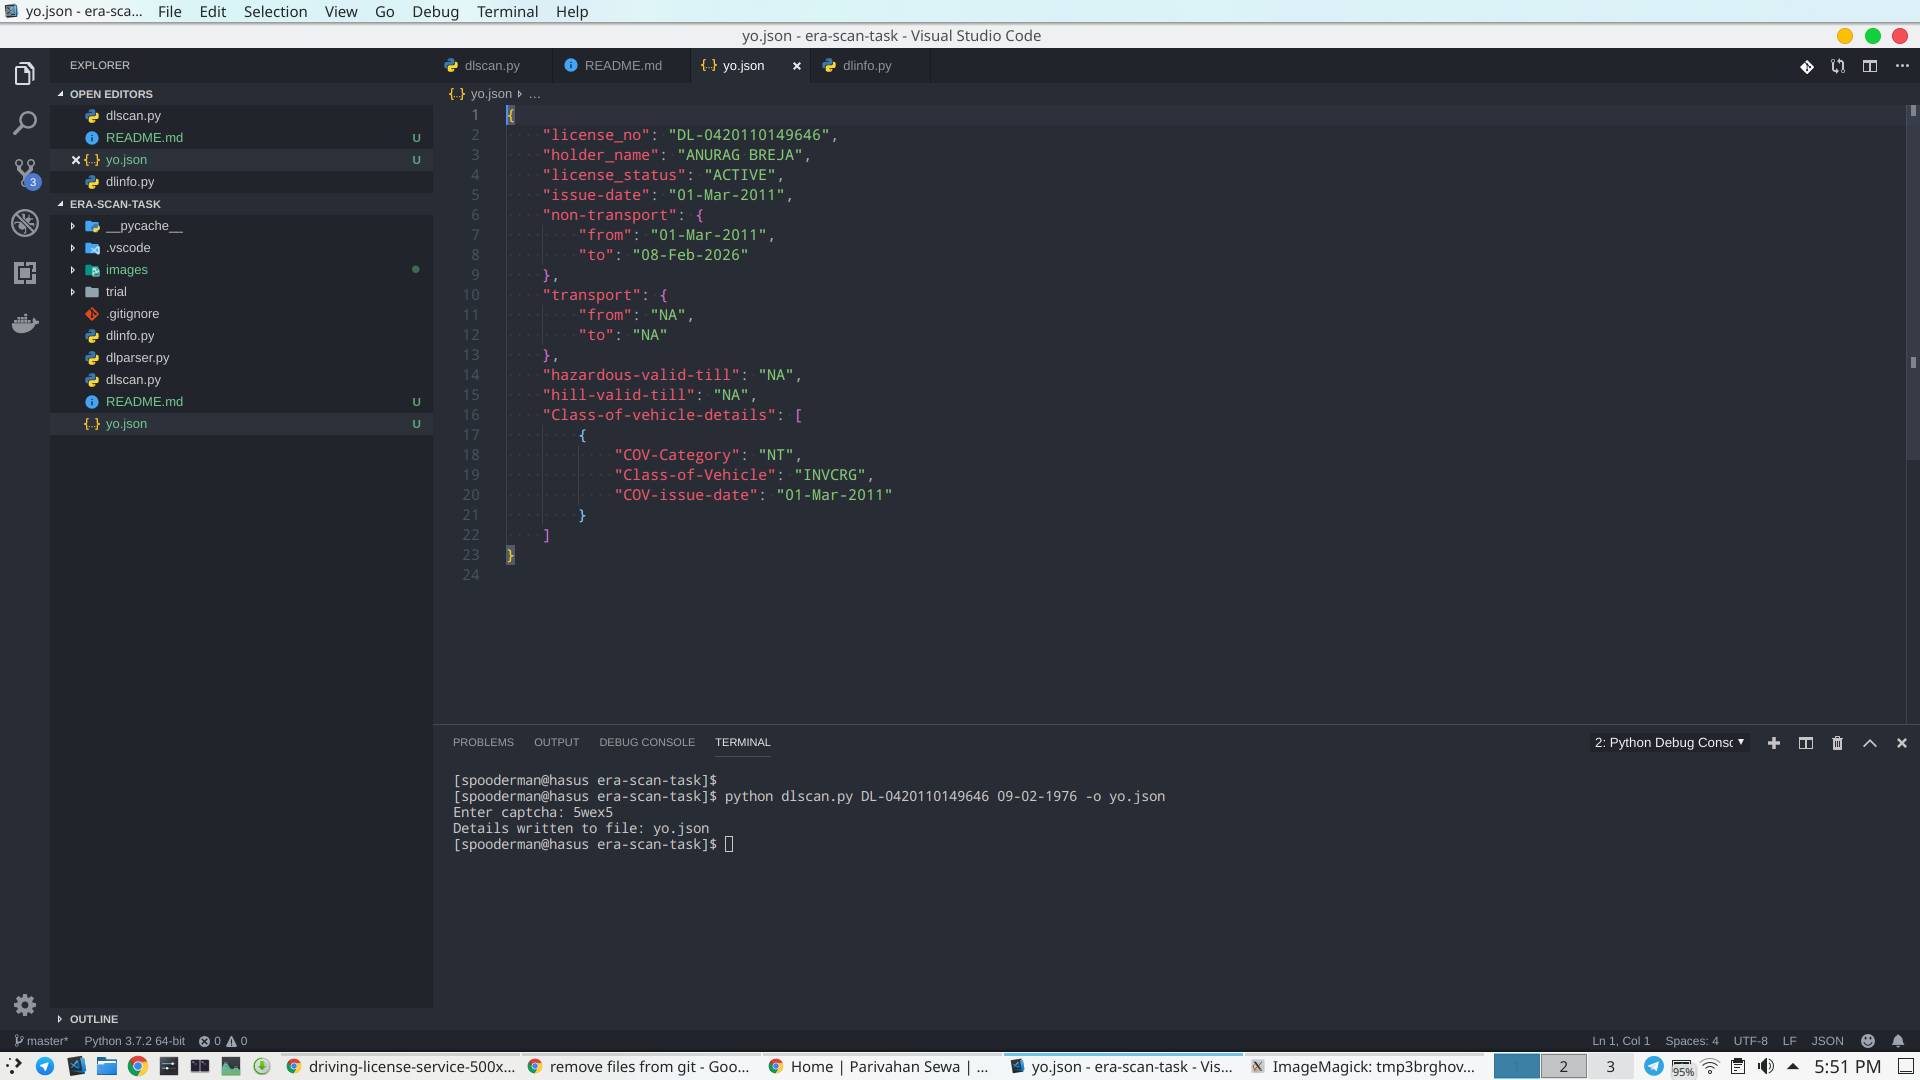 yo.json - era-sca... File Edit Selection View Go Debug Terminal Help
yo.json - era-scan-task - Visual Studio Code
EXPLORER
OPEN EDITORS
dlscan.py
README.md U
yo.json U
dlinfo.py
ERA-SCAN-TASK
__pycache__
.vscode
images
trial
.gitignore
dlinfo.py
dlparser.py
dlscan.py
README.md U
yo.json U
OUTLINE
3
dlscan.py README.md {..} yo.json dlinfo.py
{..} yo.json ...
1 {
2 "license_no": "DL-0420110149646",
3 "holder_name": "ANURAG BREJA",
4 "license_status": "ACTIVE",
5 "issue-date": "01-Mar-2011",
6 "non-transport": {
7 "from": "01-Mar-2011",
8 "to": "08-Feb-2026"
9 },
10 "transport": {
11 "from": "NA",
12 "to": "NA"
13 },
14 "hazardous-valid-till": "NA",
15 "hill-valid-till": "NA",
16 "Class-of-vehicle-details": [
17 {
18 "COV-Category": "NT",
19 "Class-of-Vehicle": "INVCRG",
20 "COV-issue-date": "01-Mar-2011"
21 }
22 ]
23 }
24
PROBLEMS OUTPUT DEBUG CONSOLE TERMINAL 2: Python Debug Consc
[spooderman@hasus era-scan-task]$
[spooderman@hasus era-scan-task]$ python dlscan.py DL-0420110149646 09-02-1976 -o yo.json
Enter captcha: 5wex5
Details written to file: yo.json
[spooderman@hasus era-scan-task]$
master* Python 3.7.2 64-bit 0 0 Ln 1, Col 1 Spaces: 4 UTF-8 LF JSON
driving-license-service-500x... remove files from git - Goo... Home | Parivahan Sewa | ... yo.json - era-scan-task - Vis... ImageMagick: tmp3brghov... 2 3 95% 5:51 PM